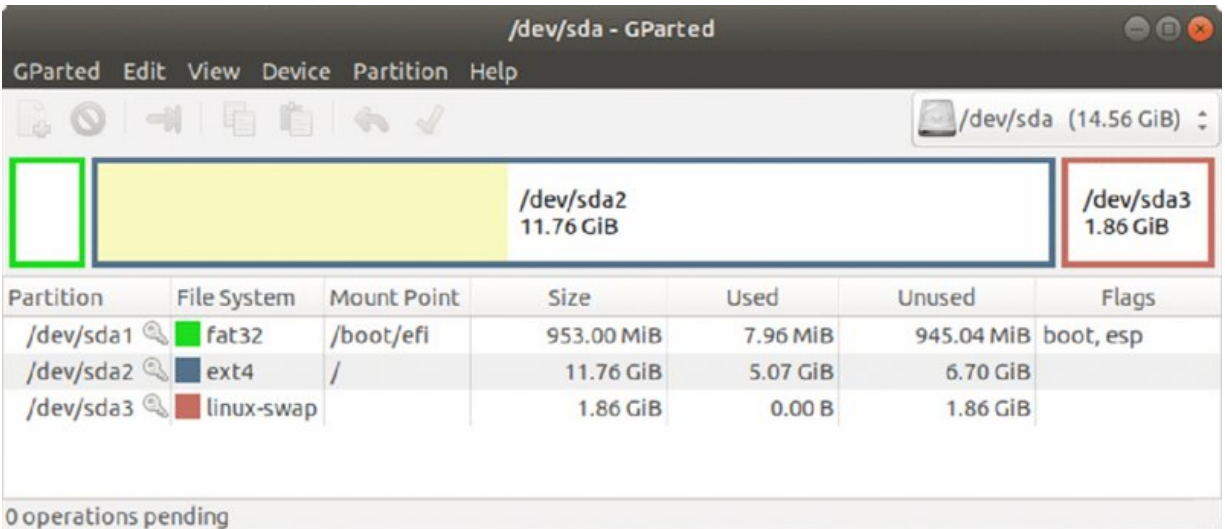 /dev/sda - GParted
GParted Edit View Device Partition Help
/dev/sda (14.56 GiB)
/dev/sda2
11.76 GiB
/dev/sda3
1.86 GiB
Partition File System Mount Point Size Used Unused Flags
/dev/sda1 fat32 /boot/efi 953.00 MiB 7.96 MiB 945.04 MiB boot, esp
/dev/sda2 ext4 / 11.76 GiB 5.07 GiB 6.70 GiB
/dev/sda3 linux-swap 1.86 GiB 0.00 B 1.86 GiB
0 operations pending